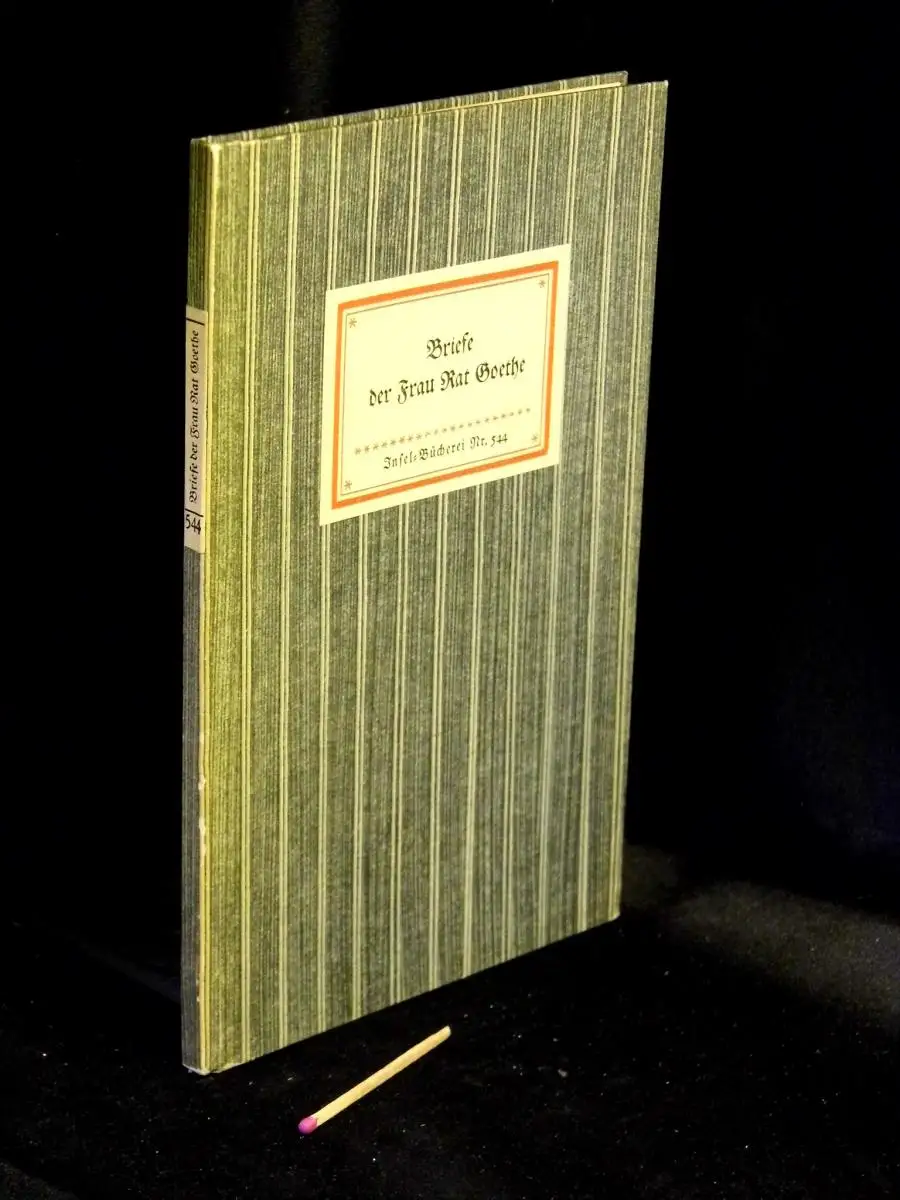 Briefe
der Frau Rat Goethe
Insel-Bücherei Nr. 544
Briefe der Frau Rat Goethe
544